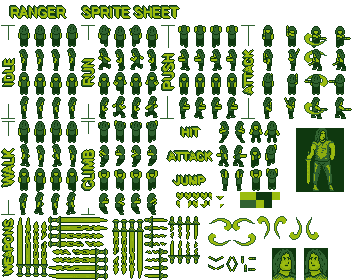 RANGER SPRITE SHEET
IDLE
RUN
PUSH
ATTACK
WALK
CLIMB
HIT
ATTACK
JUMP
WEAPONS